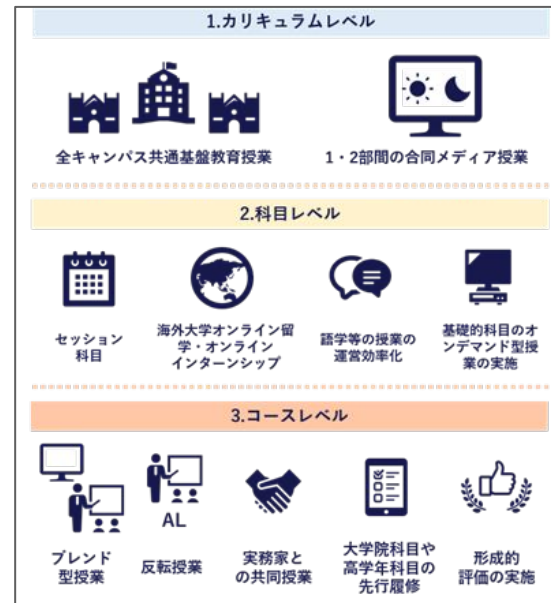 1.カリキュラムレベル
全キャンパス共通基盤教育授業
1・2部間の合同メディア授業
2.科目レベル
セッション
科目
海外大学オンライン留
学・オンライン
インターンシップ
語学等の授業の
運営効率化
基礎的科目のオ
ンデマンド型授
業の実施
3.コースレベル
ブレンド
型授業
AL
反転授業
実務家と
の共同授業
大学院科目や
高学年科目の
先行履修
形成的
評価の実施